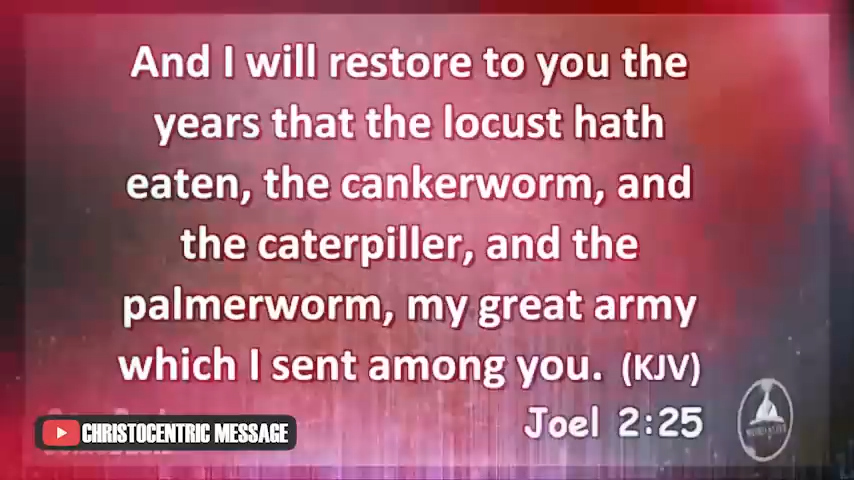 And I will restore to you the
years that the locust hath
eaten, the cankerworm, and
the caterpiller, and the
palmerworm, my great army
which I sent among you. (KJV)
Joel 2:25
CHRISTOCENTRIC MESSAGE